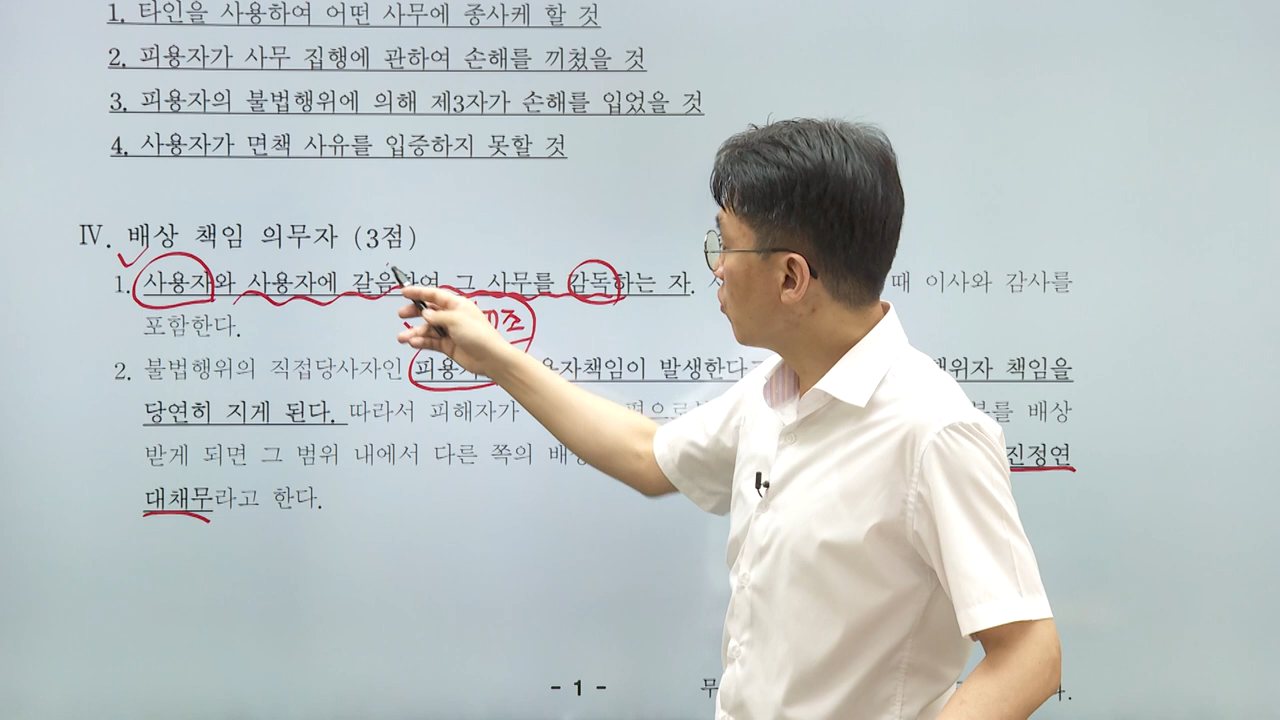 1. 타인을 사용하여 어떤 사무에 종사케 할 것
2. 피용자가 사무 집행에 관하여 손해를 끼쳤을 것
3. 피용자의 불법행위에 의해 제3자가 손해를 입었을 것
4. 사용자가 면책 사유를 입증하지 못할 것
Ⅳ. 배상 책임 의무자 (3점)
1. 사용자와 사용자에 갈음하여 그 사무를 감독하는 자. 때 이사와 감사를
포함한다.
2. 불법행위의 직접당사자인 책임이 발생한다 책임을
당연히 지게 된다. 따라서 피해자가 배상
받게 되면 그 범위 내에서 다른 쪽의 진정연
대채무라고 한다.
- 1 -